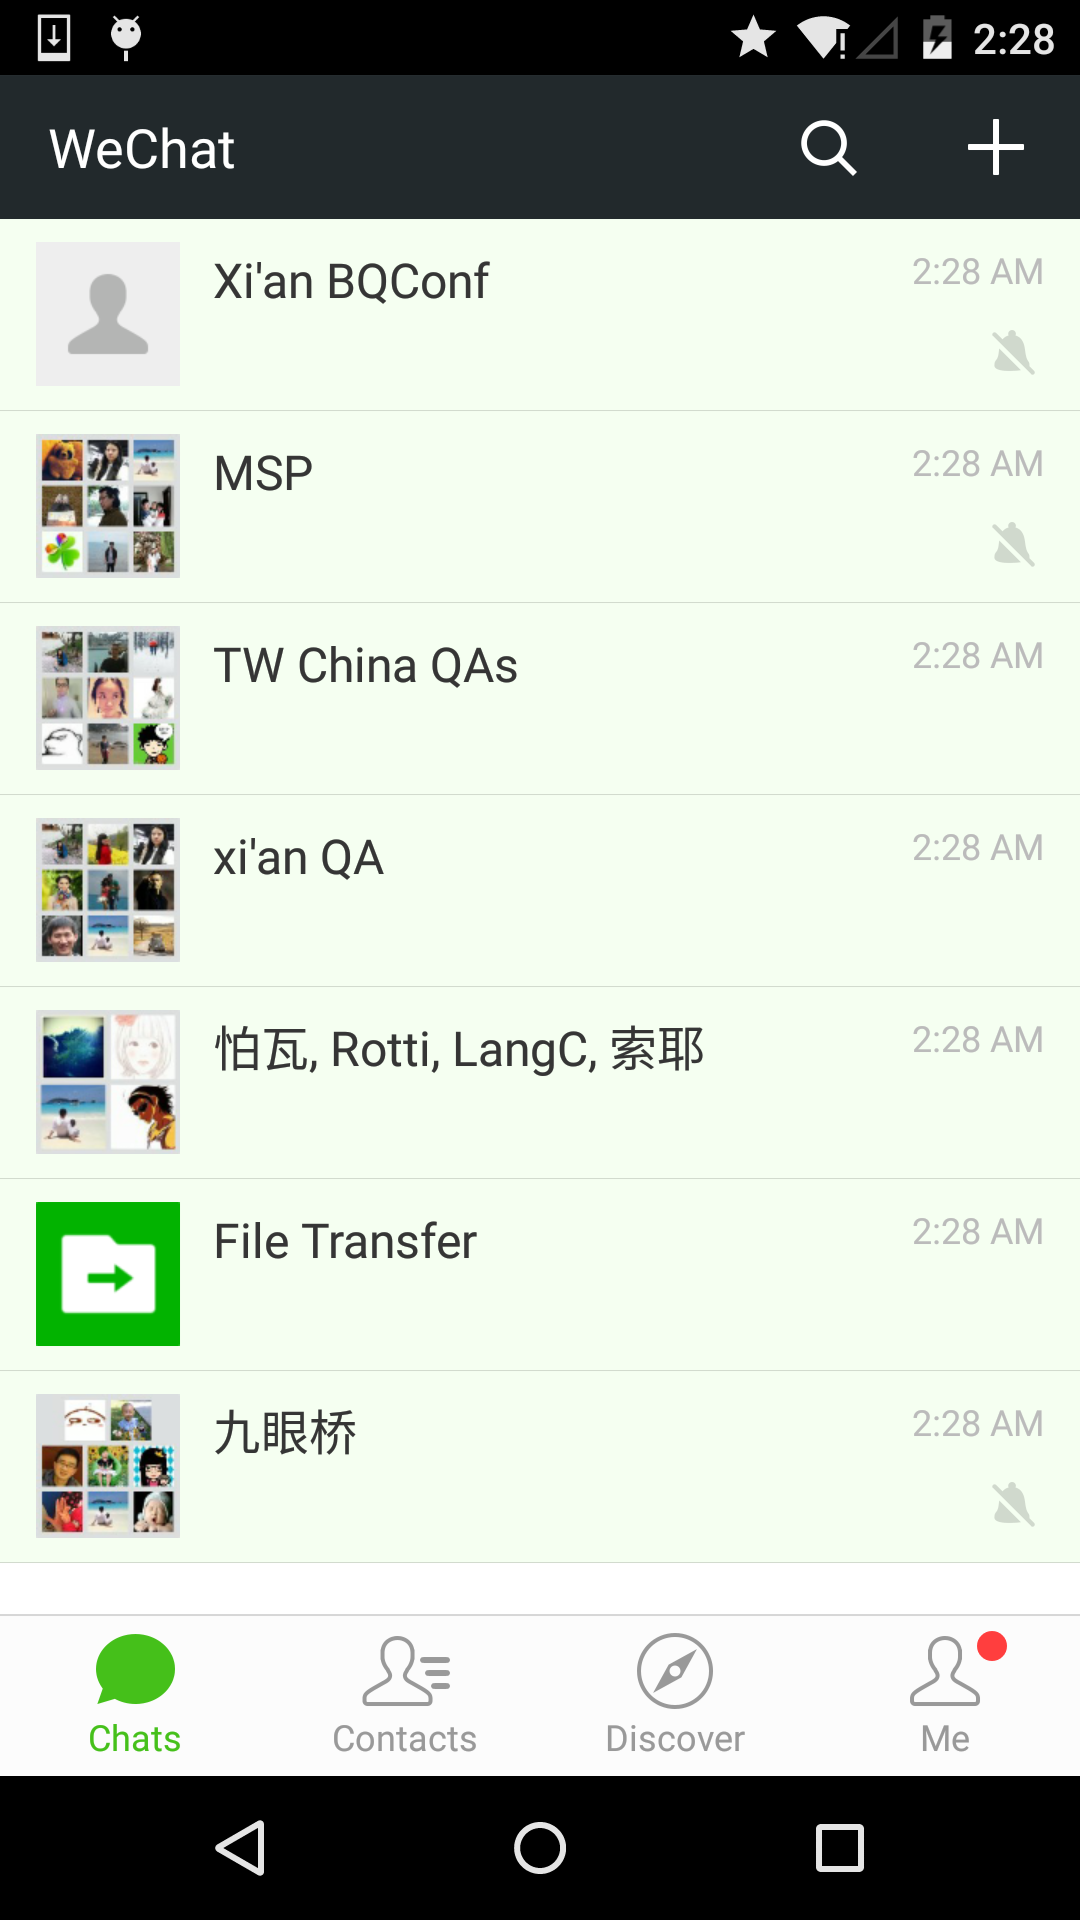 2:28
WeChat
Xi'an BQConf
2:28 AM
MSP
2:28 AM
TW China QAs
2:28 AM
xi'an QA
2:28 AM
怕瓦, Rotti, LangC, 索耶
2:28 AM
File Transfer
2:28 AM
九眼桥
2:28 AM
Chats
Contacts
Discover
Me